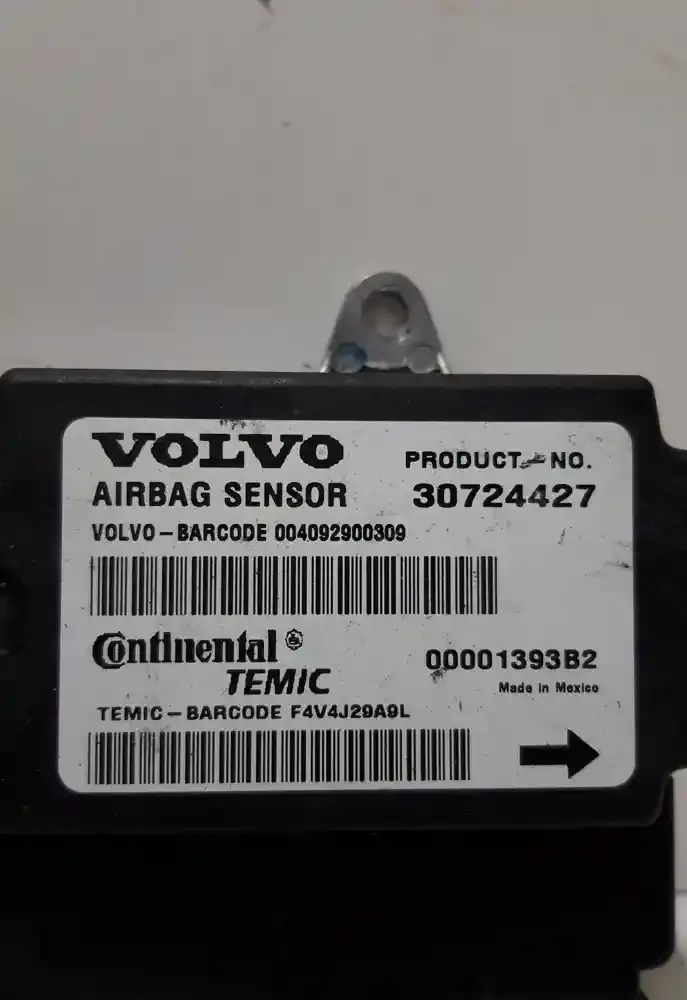 VOLVO PRODUCT-NO.
AIRBAG SENSOR 30724427
VOLVO-BARCODE 004092900309
Continental ®
TEMIC 00001393B2
Made in Mexico
TEMIC-BARCODE F4V4J29A9L